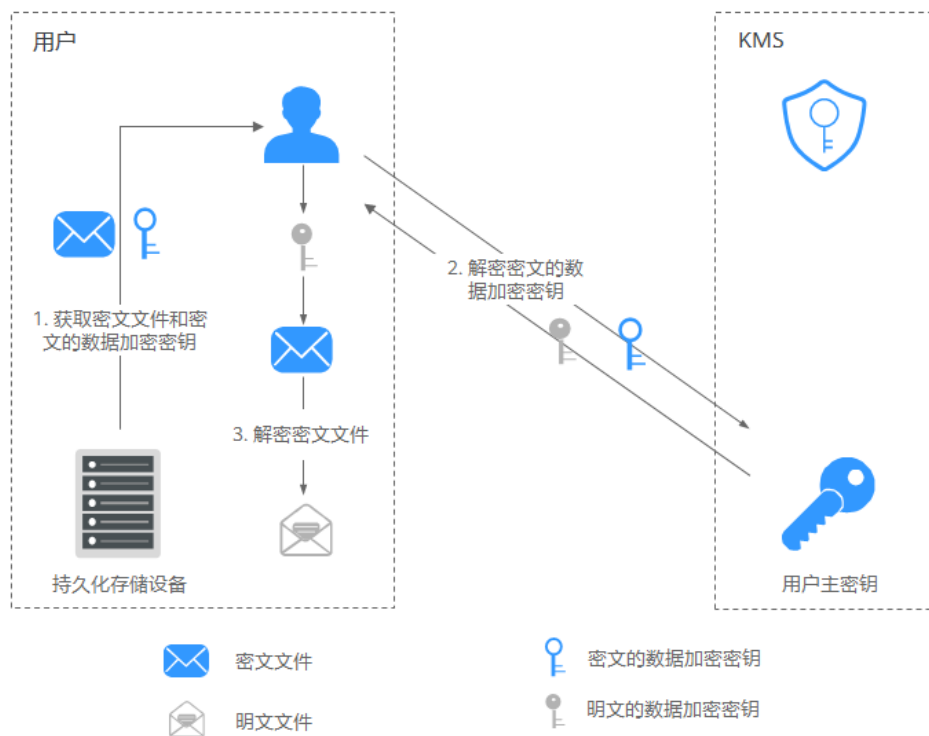 用户
KMS
2. 解密密文的数
据加密密钥
1. 获取密文文件和密
文的数据加密密钥
3. 解密密文文件
持久化存储设备
用户主密钥
密文文件
密文的数据加密密钥
明文文件
明文的数据加密密钥